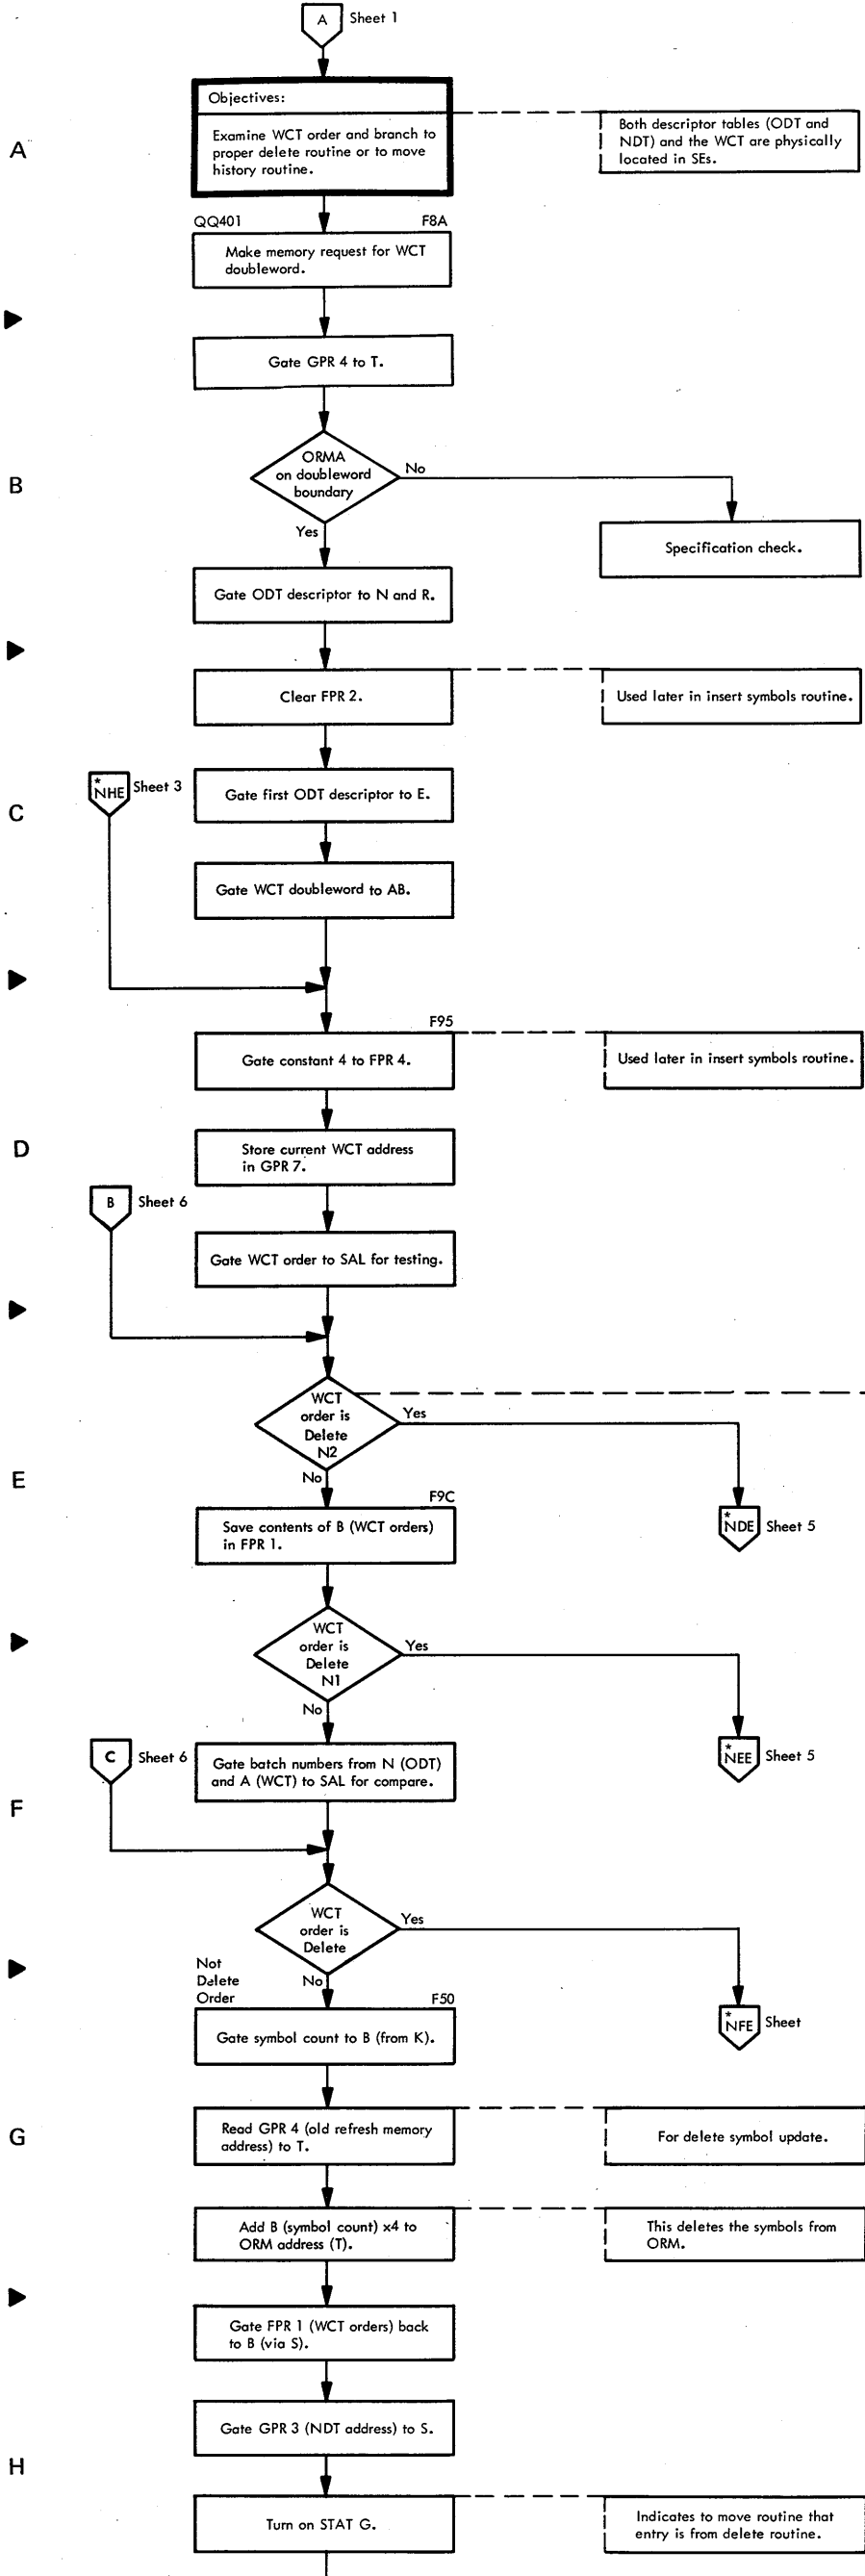 A Sheet 1
Objectives:
Examine WCT order and branch to
proper delete routine or to move
history routine.
Both descriptor tables (ODT and
NDT) and the WCT are physically
located in SEs.
A
QQ401 F8A
Make memory request for WCT
doubleword.
Gate GPR 4 to T.
B
ORMA
on doubleword
boundary
No
Yes
Specification check.
Gate ODT descriptor to N and R.
Clear FPR 2.
Used later in insert symbols routine.
C
*
NHE Sheet 3
Gate first ODT descriptor to E.
Gate WCT doubleword to AB.
F95
Gate constant 4 to FPR 4.
Used later in insert symbols routine.
D
Store current WCT address
in GPR 7.
B Sheet 6
Gate WCT order to SAL for testing.
WCT
order is
Delete
N2
Yes
No
E
F9C
Save contents of B (WCT orders)
in FPR 1.
*
NDE Sheet 5
WCT
order is
Delete
N1
Yes
No
C Sheet 6
Gate batch numbers from N (ODT)
and A (WCT) to SAL for compare.
*
NEE Sheet 5
F
WCT
order is
Delete
Yes
No
Not
Delete
Order
F50
Gate symbol count to B (from K).
*
NFE Sheet
G
Read GPR 4 (old refresh memory
address) to T.
For delete symbol update.
Add B (symbol count) x4 to
ORM address (T).
This deletes the symbols from
ORM.
Gate FPR 1 (WCT orders) back
to B (via S).
Gate GPR 3 (NDT address) to S.
H
Turn on STAT G.
Indicates to move routine that
entry is from delete routine.